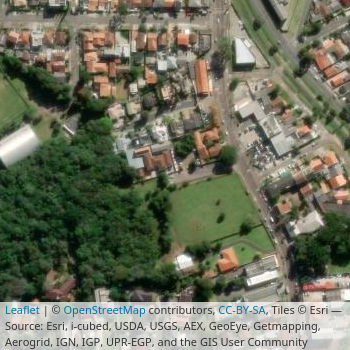 Leaflet | © OpenStreetMap contributors, CC-BY-SA, Tiles © Esri —
Source: Esri, i-cubed, USDA, USGS, AEX, GeoEye, Getmapping,
Aerogrid, IGN, IGP, UPR-EGP, and the GIS User Community